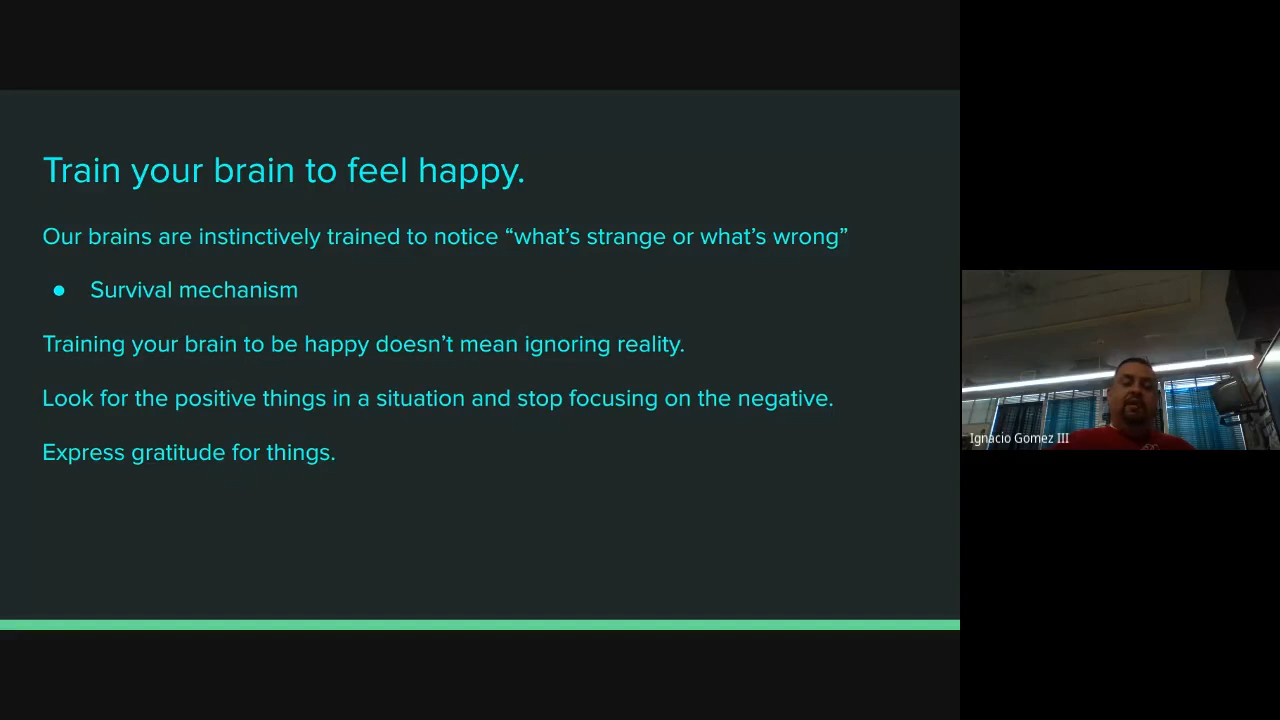 Train your brain to feel happy.
Our brains are instinctively trained to notice “what’s strange or what’s wrong”
● Survival mechanism
Training your brain to be happy doesn’t mean ignoring reality.
Look for the positive things in a situation and stop focusing on the negative.
Express gratitude for things.
Ignacio Gomez III